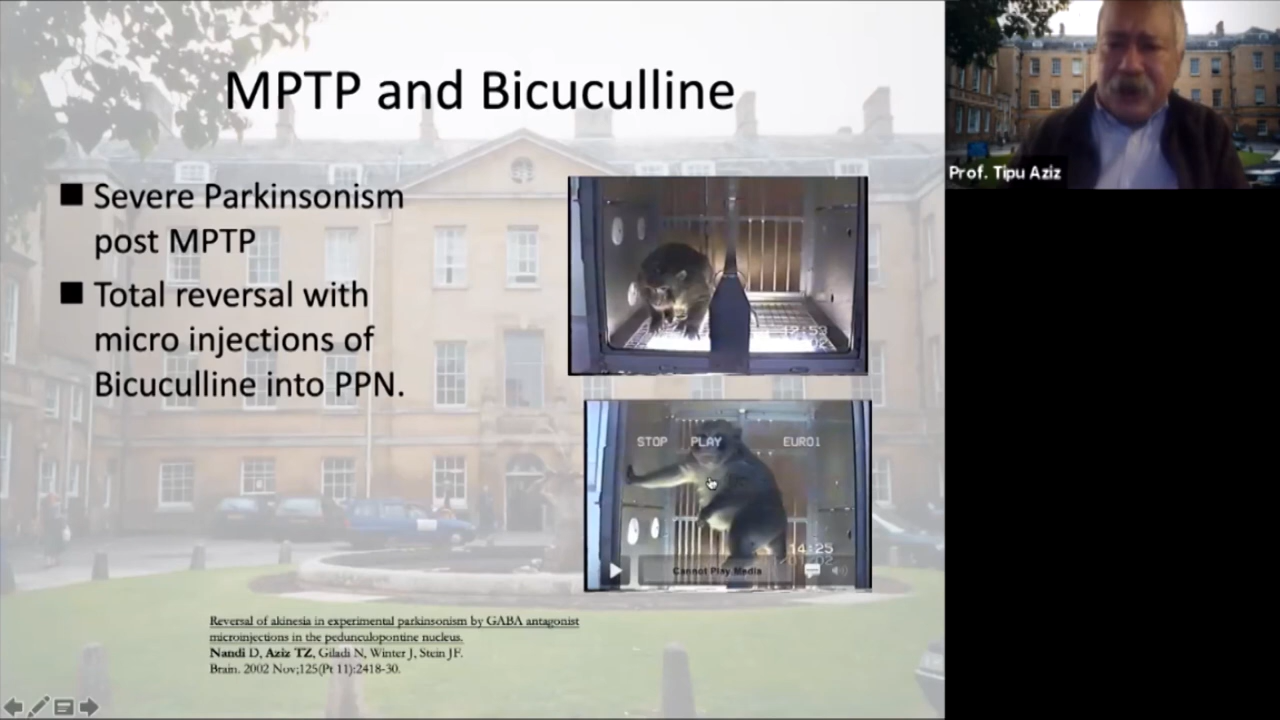 MPTP and Bicuculline
Severe Parkinsonism
post MPTP
Total reversal with
micro injections of
Bicuculline into PPN.
12:53
STOP PLAY EURO1
14:25
Cannot Play Media
Reversal of akinesia in experimental parkinsonism by GABA antagonist
microinjections in the pedunculopontine nucleus.
Nandi D, Aziz TZ, Giladi N, Winter J, Stein JF.
Brain. 2002 Nov;125(Pt 11):2418-30.
Prof. Tipu Aziz